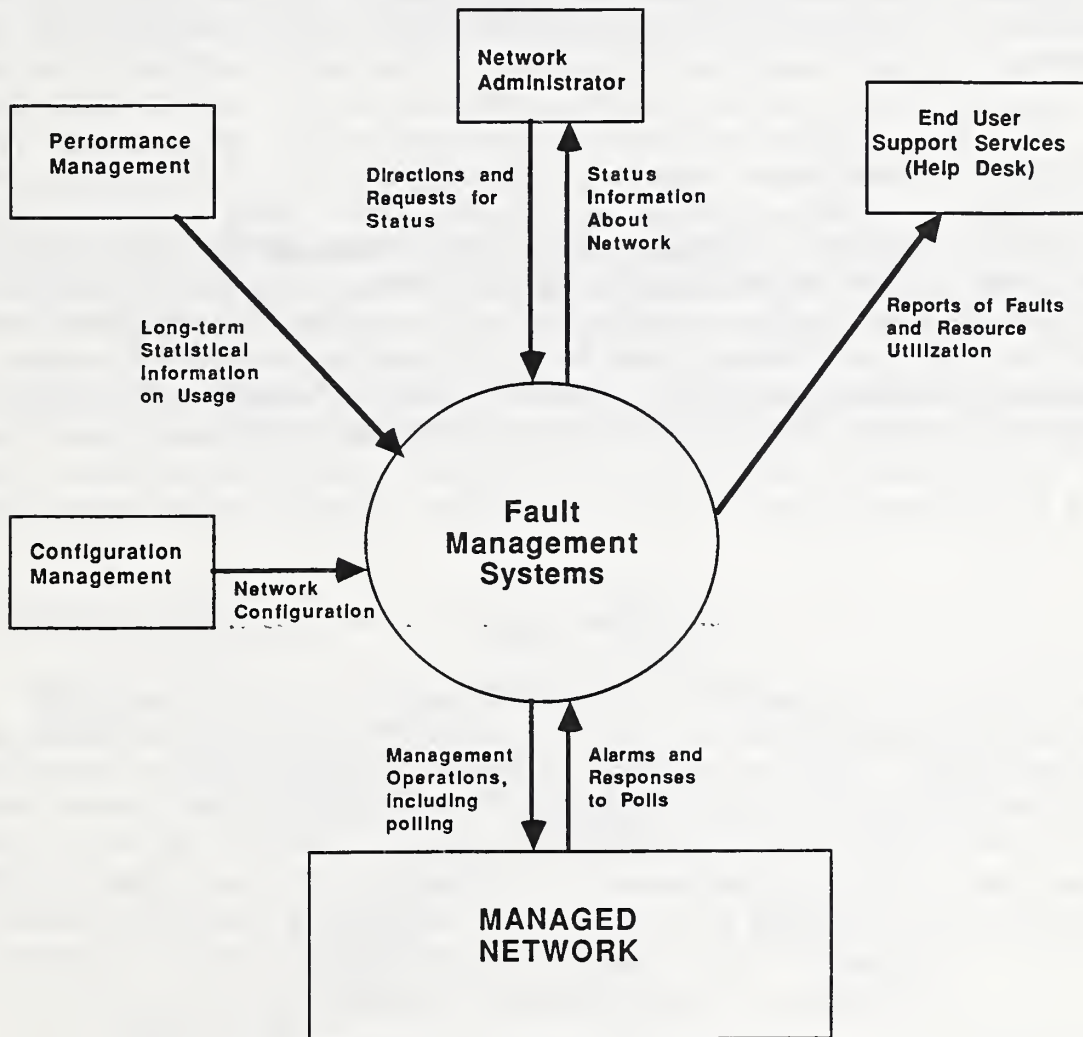 Network
Administrator
Performance
Management
End User
Support Services
(Help Desk)
Directions and
Requests for
Status
Status
Information
About
Network
Long-term
Statistical
Information
on Usage
Reports of Faults
and Resource
Utilization
Fault
Management
Systems
Configuration
Management
Network
Configuration
Management
Operations,
including
polling
Alarms and
Responses
to Polls
MANAGED
NETWORK